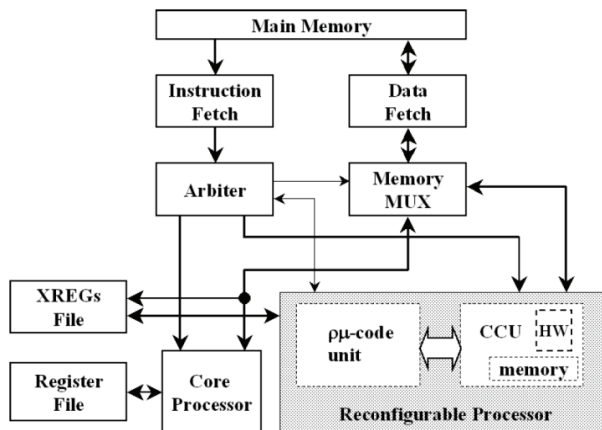 Main Memory
Instruction
Fetch
Data
Fetch
Arbiter
Memory
MUX
XREGs
File
ρμ-code
unit
CCU
HW
memory
Register
File
Core
Processor
Reconfigurable Processor